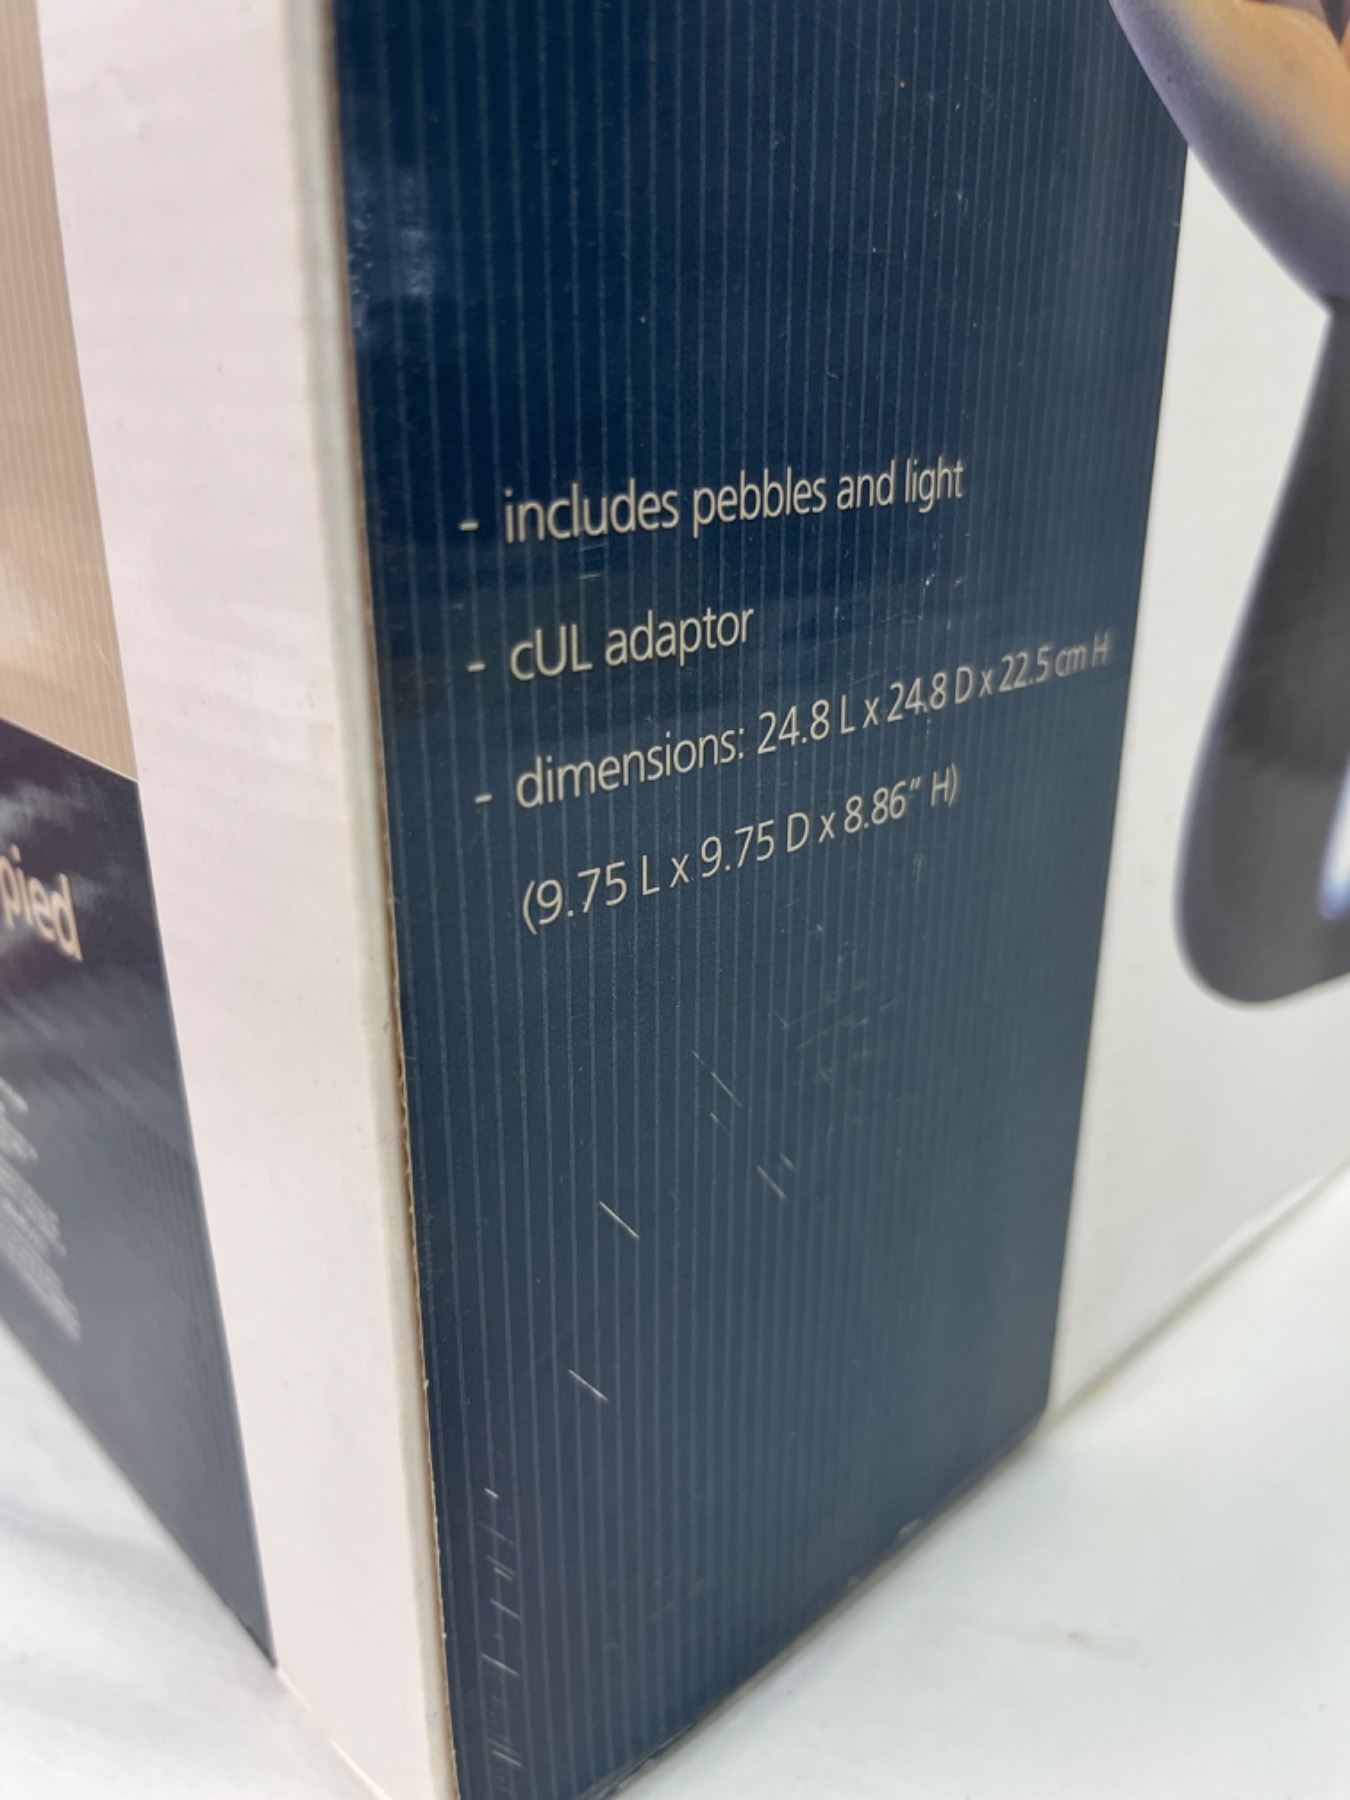 - includes pebbles and light
- cUL adaptor
- dimensions: 24.8 L x 24.8 D x 22.5 cm H
(9.75 L x 9.75 D x 8.86" H)
pied